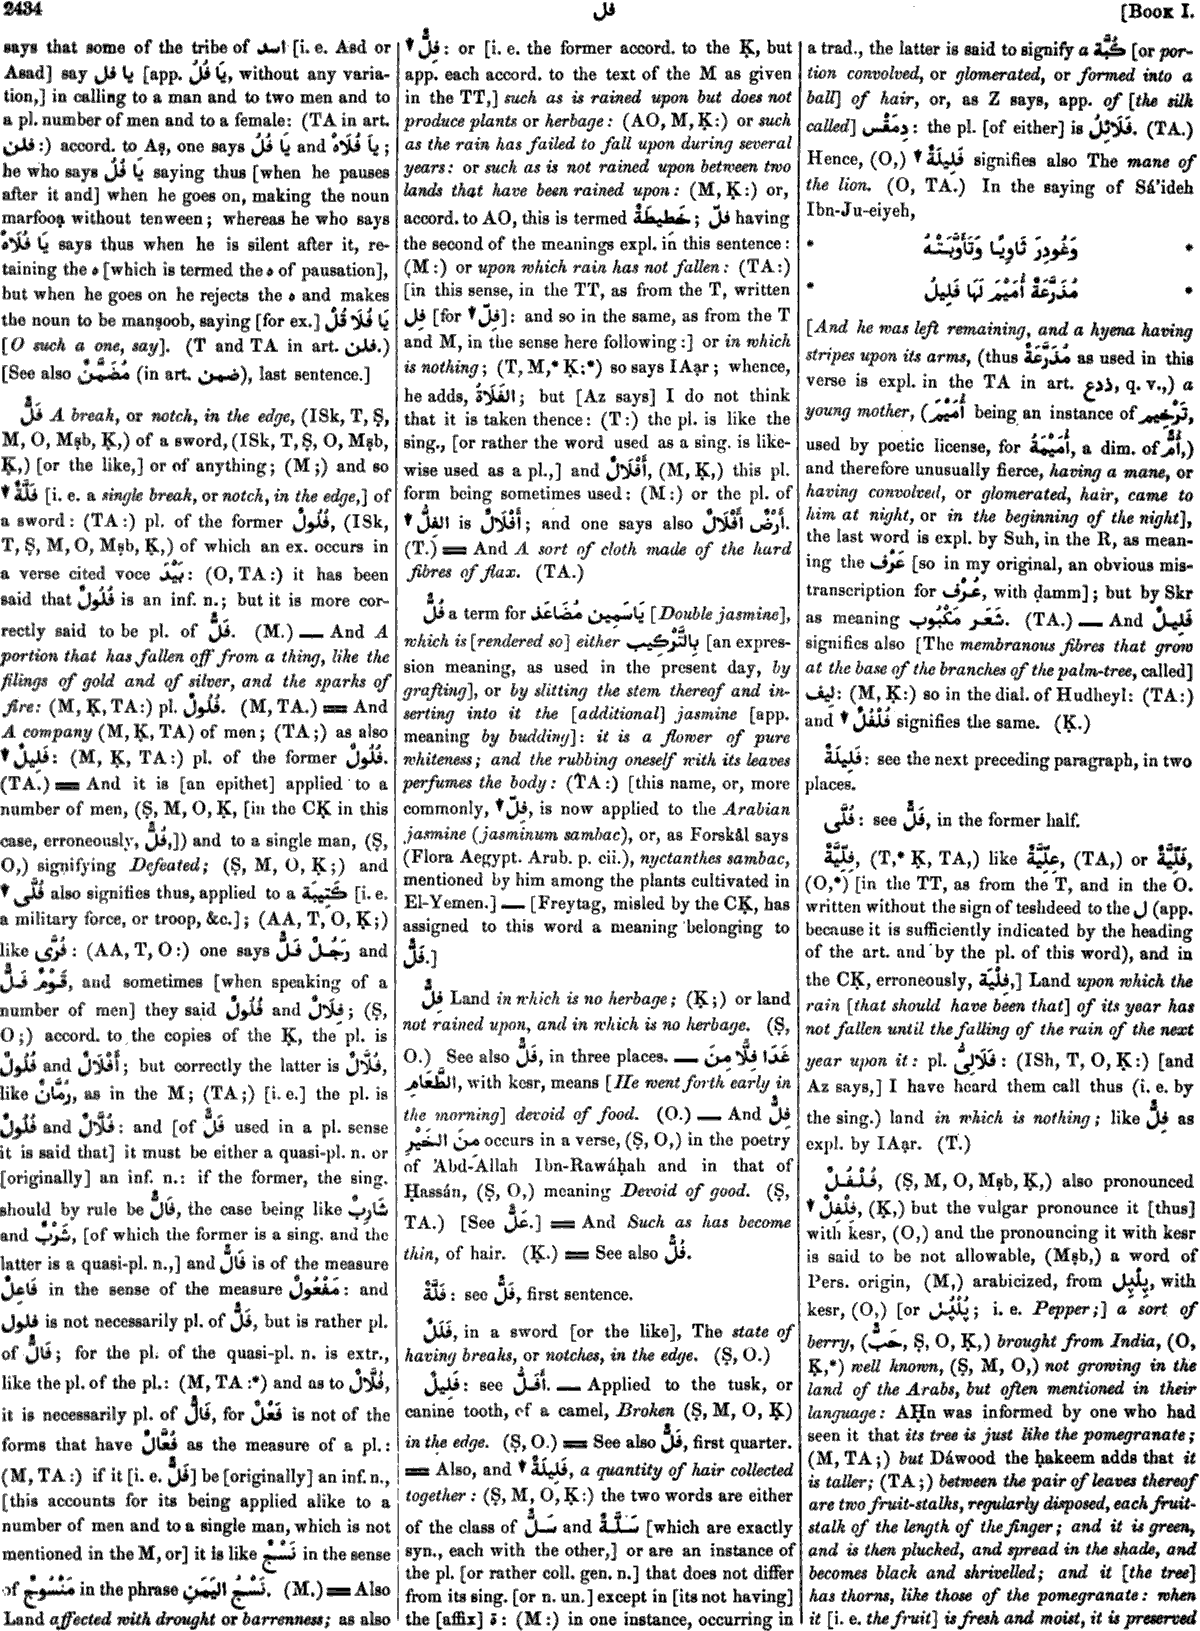 2434
فل
[BOOK I.
says that some of the tribe of اسد [i. e. Asd or
Asad] say يا فل [app. يَا فُلُ, without any varia-
tion,] in calling to a man and to two men and to
a pl. number of men and to a female: (TA in art.
فلن:) accord. to Aṣ, one says يَا فُلُ and يَا فُلَاهْ;
he who says يَا فُلُ saying thus [when he pauses
after it and] when he goes on, making the noun
marfooạ without tenween; whereas he who says
يَا فُلَاهْ says thus when he is silent after it, re-
taining the ه [which is termed the ه of pausation],
but when he goes on he rejects the ه and makes
the noun to be manṣoob, saying [for ex.] يَا فُلَا قُلْ
[O such a one, say]. (T and TA in art. فلن.)
[See also مُضَمَّنٌ (in art. ضمن), last sentence.]
فَلٌّ A break, or notch, in the edge, (ISk, T, Ṣ,
M, O, Mṣb, Ḳ,) of a sword, (ISk, T, Ṣ, O, Mṣb,
Ḳ,) [or the like,] or of anything; (M;) and so
▼ فَلَّةٌ [i. e. a single break, or notch, in the edge,] of
a sword: (TA:) pl. of the former فُلُولٌ, (ISk,
T, Ṣ, M, O, Mṣb, Ḳ,) of which an ex. occurs in
a verse cited voce بَيْدَ: (O, TA:) it has been
said that فُلُولٌ is an inf. n.; but it is more cor-
rectly said to be pl. of فَلٌّ. (M.) — And A
portion that has fallen off from a thing, like the
filings of gold and of silver, and the sparks of
fire: (M, Ḳ, TA:) pl. فُلُولٌ. (M, TA.) ═ And
A company (M, Ḳ, TA) of men; (TA;) as also
▼ فَلِيلٌ: (M, Ḳ, TA:) pl. of the former فُلُولٌ.
(TA.) ═ And it is [an epithet] applied to a
number of men, (Ṣ, M, O, Ḳ, [in the CḲ in this
case, erroneously, فُلٌّ,]) and to a single man, (Ṣ,
O,) signifying Defeated; (Ṣ, M, O, Ḳ;) and
▼ فُلَّى also signifies thus, applied to a كَتِيبَة [i. e.
a military force, or troop, &c.]; (AA, T, O, Ḳ;)
like فُرَّى: (AA, T, O:) one says رَجُلٌ فَلٌّ and
قَوْمٌ فَلٌّ, and sometimes [when speaking of a
number of men] they said فُلُولٌ and فِلَالٌ; (Ṣ,
O;) accord. to the copies of the Ḳ, the pl. is
فُلُولٌ and أَفْلَالٌ; but correctly the latter is فُلَّالٌ,
like رُمَّانٌ, as in the M; (TA;) [i. e.] the pl. is
فُلُولٌ and فُلَّالٌ: and [of فَلٌّ used in a pl. sense
it is said that] it must be either a quasi-pl. n. or
[originally] an inf. n.: if the former, the sing.
should by rule be فَالٌّ, the case being like شَارِبٌ
and شَرْبٌ, [of which the former is a sing. and the
latter is a quasi-pl. n.,] and فَالٌّ is of the measure
فَاعِلٌ in the sense of the measure مَفْعُولٌ: and
فلول is not necessarily pl. of فَلٌّ, but is rather pl.
of فَالٌّ; for the pl. of the quasi-pl. n. is extr.,
like the pl. of the pl.: (M, TA:*) and as to فُلَّالٌ,
it is necessarily pl. of فَالٌّ, for فَعْلٌ is not of the
forms that have فُعَّالٌ as the measure of a pl.:
(M, TA:) if it [i. e. فَلٌّ] be [originally] an inf. n.,
[this accounts for its being applied alike to a
number of men and to a single man, which is not
mentioned in the M, or] it is like نَسْجٌ in the sense
of مَنْسُوجٌ in the phrase نَسْجُ اليَمَنِ. (M.) ═ Also
Land affected with drought or barrenness; as also
▼ فِلٌّ: or [i. e. the former accord. to the Ḳ, but
app. each accord. to the text of the M as given
in the TT,] such as is rained upon but does not
produce plants or herbage: (AO, M, Ḳ:) or such
as the rain has failed to fall upon during several
years: or such as is not rained upon between two
lands that have been rained upon: (M, Ḳ:) or,
accord. to AO, this is termed خَطِيطَةٌ; فلّ having
the second of the meanings expl. in this sentence:
(M:) or upon which rain has not fallen: (TA:)
[in this sense, in the TT, as from the T, written
فِل [for ▼ فِلّ]: and so in the same, as from the T
and M, in the sense here following:] or in which
is nothing; (T, M,* Ḳ:*) so says IAạr; whence,
he adds, الفَلَاةُ; but [Az says] I do not think
that it is taken thence: (T:) the pl. is like the
sing., [or rather the word used as a sing. is like-
wise used as a pl.,] and أَفْلَالٌ, (M, Ḳ,) this pl.
form being sometimes used: (M:) or the pl. of
▼ الفِلُّ is أَفْلَالٌ; and one says also أَرْضٌ أَفْلَالٌ.
(T.) ═ And A sort of cloth made of the hard
fibres of flax. (TA.)
فُلٌّ a term for يَاسَمِين مُضَاعَف [Double jasmine],
which is [rendered so] either بِالتَّرْكِيبِ [an expres-
sion meaning, as used in the present day, by
grafting], or by slitting the stem thereof and in-
serting into it the [additional] jasmine [app.
meaning by budding]: it is a flower of pure
whiteness; and the rubbing oneself with its leaves
perfumes the body: (TA:) [this name, or, more
commonly, ▼ فِلّ, is now applied to the Arabian
jasmine (jasminum sambac), or, as Forskål says
(Flora Aegypt. Arab. p. cii.), nyctanthes sambac,
mentioned by him among the plants cultivated in
El-Yemen.] — [Freytag, misled by the CḲ, has
assigned to this word a meaning belonging to
فَلٌّ.]
فِلٌّ Land in which is no herbage; (Ḳ;) or land
not rained upon, and in which is no herbage. (Ṣ,
O.) See also فَلٌّ, in three places. — غَدَا فِلًّا مِنَ
الطَّعَامِ, with kesr, means [He went forth early in
the morning] devoid of food. (O.) — And فِلٌّ
مِنَ الخَيْرِ occurs in a verse, (Ṣ, O,) in the poetry
of 'Abd-Allah Ibn-Rawáḥah and in that of
Ḥassán, (Ṣ, O,) meaning Devoid of good. (Ṣ,
TA.) [See عَلٌّ.] ═ And Such as has become
thin, of hair. (Ḳ.) ═ See also فُلٌّ.
فَلَّةٌ: see فَلٌّ, first sentence.
فَلَلٌ, in a sword [or the like], The state of
having breaks, or notches, in the edge. (Ṣ, O.)
فَلِيلٌ: see أَفَلُّ. — Applied to the tusk, or
canine tooth, of a camel, Broken (Ṣ, M, O, Ḳ)
in the edge. (Ṣ, O.) ═ See also فَلٌّ, first quarter.
═ Also, and ▼ فَلِيلَةٌ, a quantity of hair collected
together: (Ṣ, M, O, Ḳ:) the two words are either
of the class of سَلٌّ and سَلَّةٌ [which are exactly
syn., each with the other,] or are an instance of
the pl. [or rather coll. gen. n.] that does not differ
from its sing. [or n. un.] except in [its not having]
the [affix] ة: (M:) in one instance, occurring in
a trad., the latter is said to signify a كُبَّة [or por-
tion convolved, or glomerated, or formed into a
ball] of hair, or, as Z says, app. of [the silk
called] دِمَقْس: the pl. [of either] is فَلَائِلُ. (TA.)
Hence, (O,) ▼ فَلِيلَةٌ signifies also The mane of
the lion. (O, TA.) In the saying of Sá'ideh
Ibn-Ju-eiyeh,
* وَغُودِرَ ثَاوِيًا وَتَأَوَّبَتْهُ *
* مُذَرَّعَةٌ أُمَيْمَ لَهَا فَلِيلُ *
[And he was left remaining, and a hyena having
stripes upon its arms, (thus مُذَرَّعَةٌ as used in this
verse is expl. in the TA in art. ذرع, q. v.,) a
young mother, (أُمَيْمَ being an instance of تَرْخِيم,
used by poetic license, for أُمَيْمَةُ, a dim. of أُمٌّ,)
and therefore unusually fierce, having a mane, or
having convolved, or glomerated, hair, came to
him at night, or in the beginning of the night],
the last word is expl. by Suh, in the R, as mean-
ing the عَرْف [so in my original, an obvious mis-
transcription for عُرْف, with ḍamm]; but by Skr
as meaning شَعَر مَكْبُوب. (TA.) — And فَلِيلٌ
signifies also [The membranous fibres that grow
at the base of the branches of the palm-tree, called]
لِيف: (M, Ḳ:) so in the dial. of Hudheyl: (TA:)
and ▼ فُلْفُلٌ signifies the same. (Ḳ.)
فَلِيلَةٌ: see the next preceding paragraph, in two
places.
فُلَّى: see فَلٌّ, in the former half.
فِلِّيَّةٌ, (T,* Ḳ, TA,) like عِلِّيَّةٌ, (TA,) or فَلِّيَّةٌ,
(O,*) [in the TT, as from the T, and in the O.
written without the sign of teshdeed to the ل (app.
because it is sufficiently indicated by the heading
of the art. and by the pl. of this word), and in
the CḲ, erroneously, فَلْيَة,] Land upon which the
rain [that should have been that] of its year has
not fallen until the falling of the rain of the next
year upon it: pl. فَلَالِىُّ: (ISh, T, O, Ḳ:) [and
Az says,] I have heard them call thus (i. e. by
the sing.) land in which is nothing; like فِلٌّ as
expl. by IAạr. (T.)
فُلْفُلٌ, (Ṣ, M, O, Mṣb, Ḳ,) also pronounced
▼ فِلْفِلٌ, (Ḳ,) but the vulgar pronounce it [thus]
with kesr, (O,) and the pronouncing it with kesr
is said to be not allowable, (Mṣb,) a word of
Pers. origin, (M,) arabicized, from پِلْپِل, with
kesr, (O,) [or پُلْپُل; i. e. Pepper;] a sort of
berry, (حَبٌّ, Ṣ, O, Ḳ,) brought from India, (O,
Ḳ,*) well known, (Ṣ, M, O,) not growing in the
land of the Arabs, but often mentioned in their
language: AḤn was informed by one who had
seen it that its tree is just like the pomegranate;
(M, TA;) but Dáwood the ḥakeem adds that it
is taller; (TA;) between the pair of leaves thereof
are two fruit-stalks, regularly disposed, each fruit-
stalk of the length of the finger; and it is green,
and is then plucked, and spread in the shade, and
becomes black and shrivelled; and it [the tree]
has thorns, like those of the pomegranate: when
it [i. e. the fruit] is fresh and moist, it is preserved